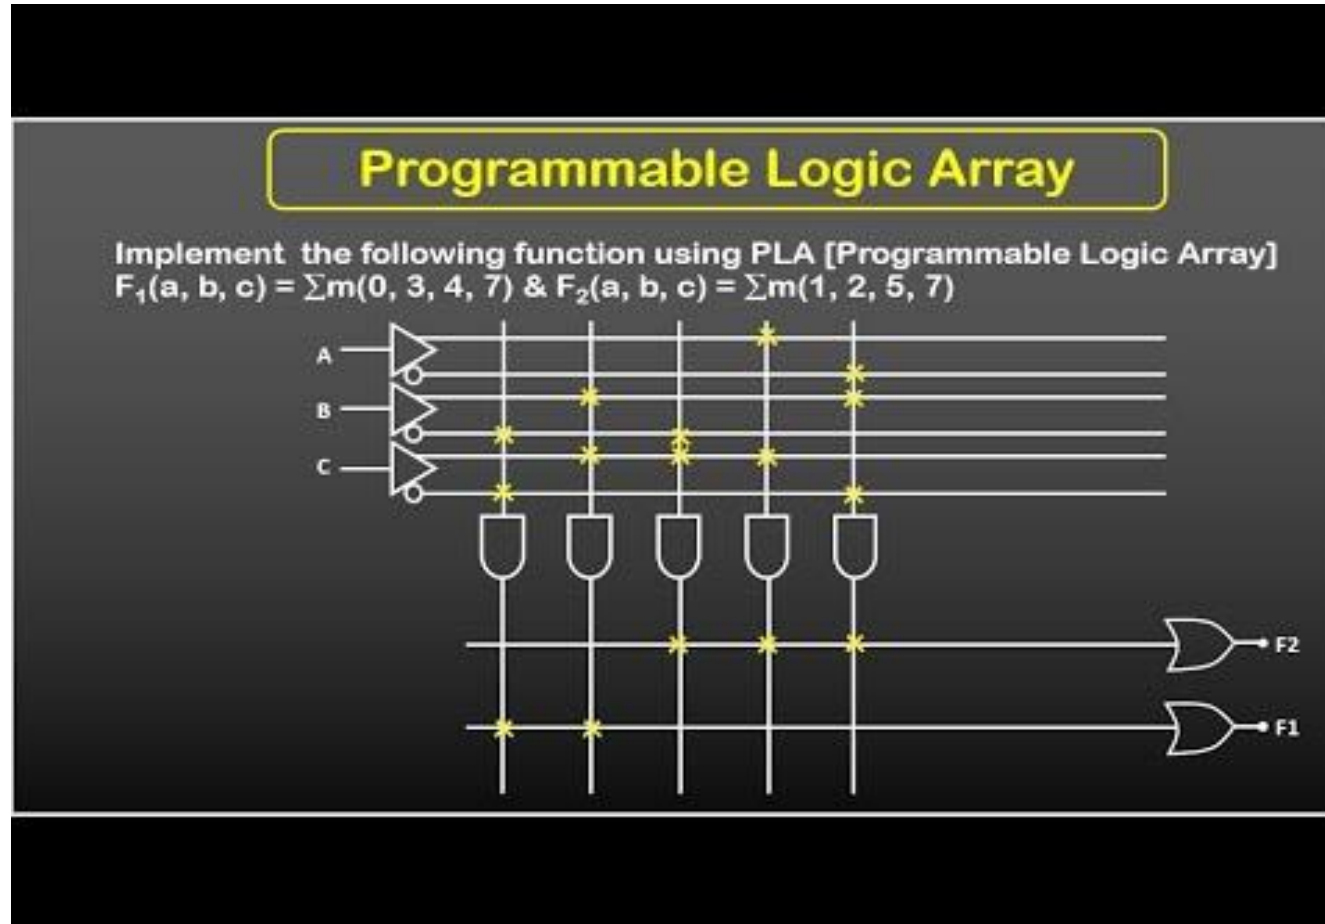 Programmable Logic Array
Implement the following function using PLA [Programmable Logic Array]
F₁(a, b, c) = ∑m(0, 3, 4, 7) & F₂(a, b, c) = ∑m(1, 2, 5, 7)
A
B
C
F2
F1